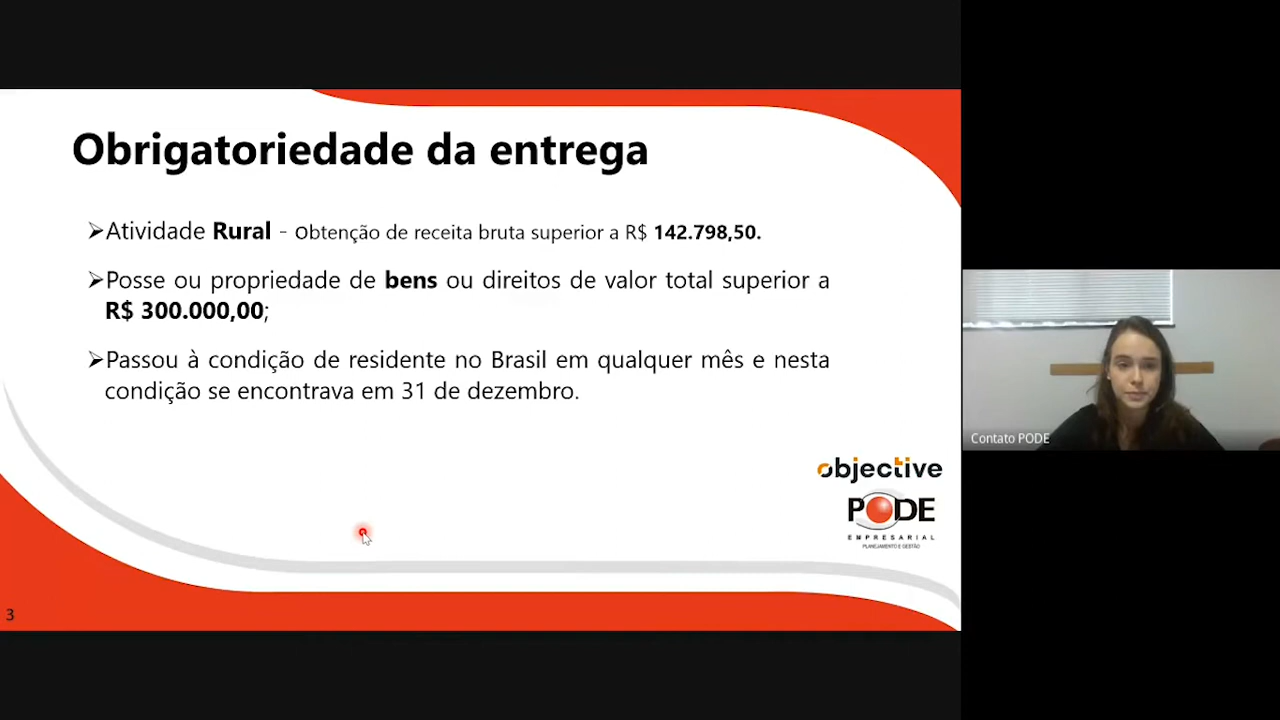 Obrigatoriedade da entrega
➢Atividade Rural - Obtenção de receita bruta superior a R$ 142.798,50.
➢Posse ou propriedade de bens ou direitos de valor total superior a
R$ 300.000,00;
➢Passou à condição de residente no Brasil em qualquer mês e nesta
condição se encontrava em 31 de dezembro.
objective
PODE
EMPRESARIAL
PLANEJAMENTO E GESTÃO
3
Contato PODE